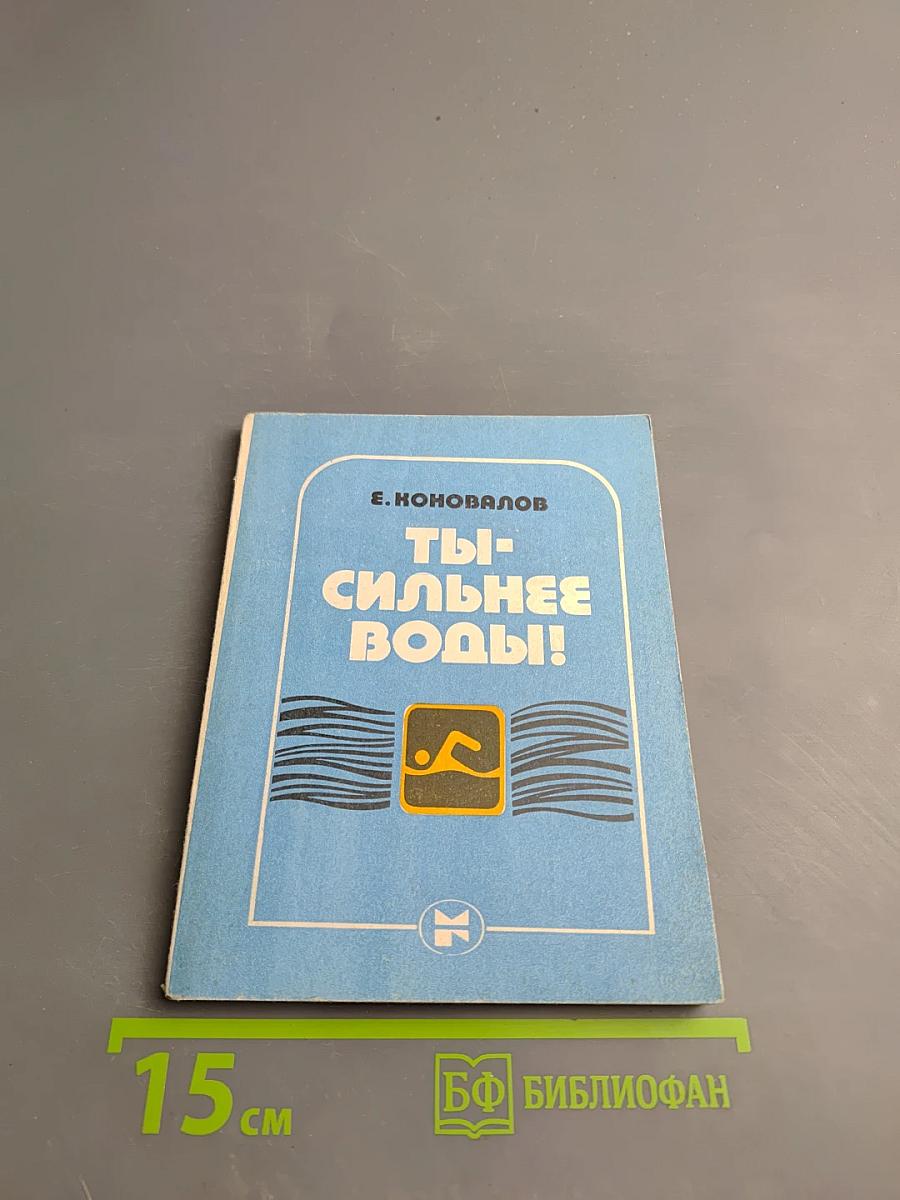 Е. КОНОВАЛОВ
ТЫ-
СИЛЬНЕЕ
ВОДЫ!
15 см
БФ БИБЛИОФАН